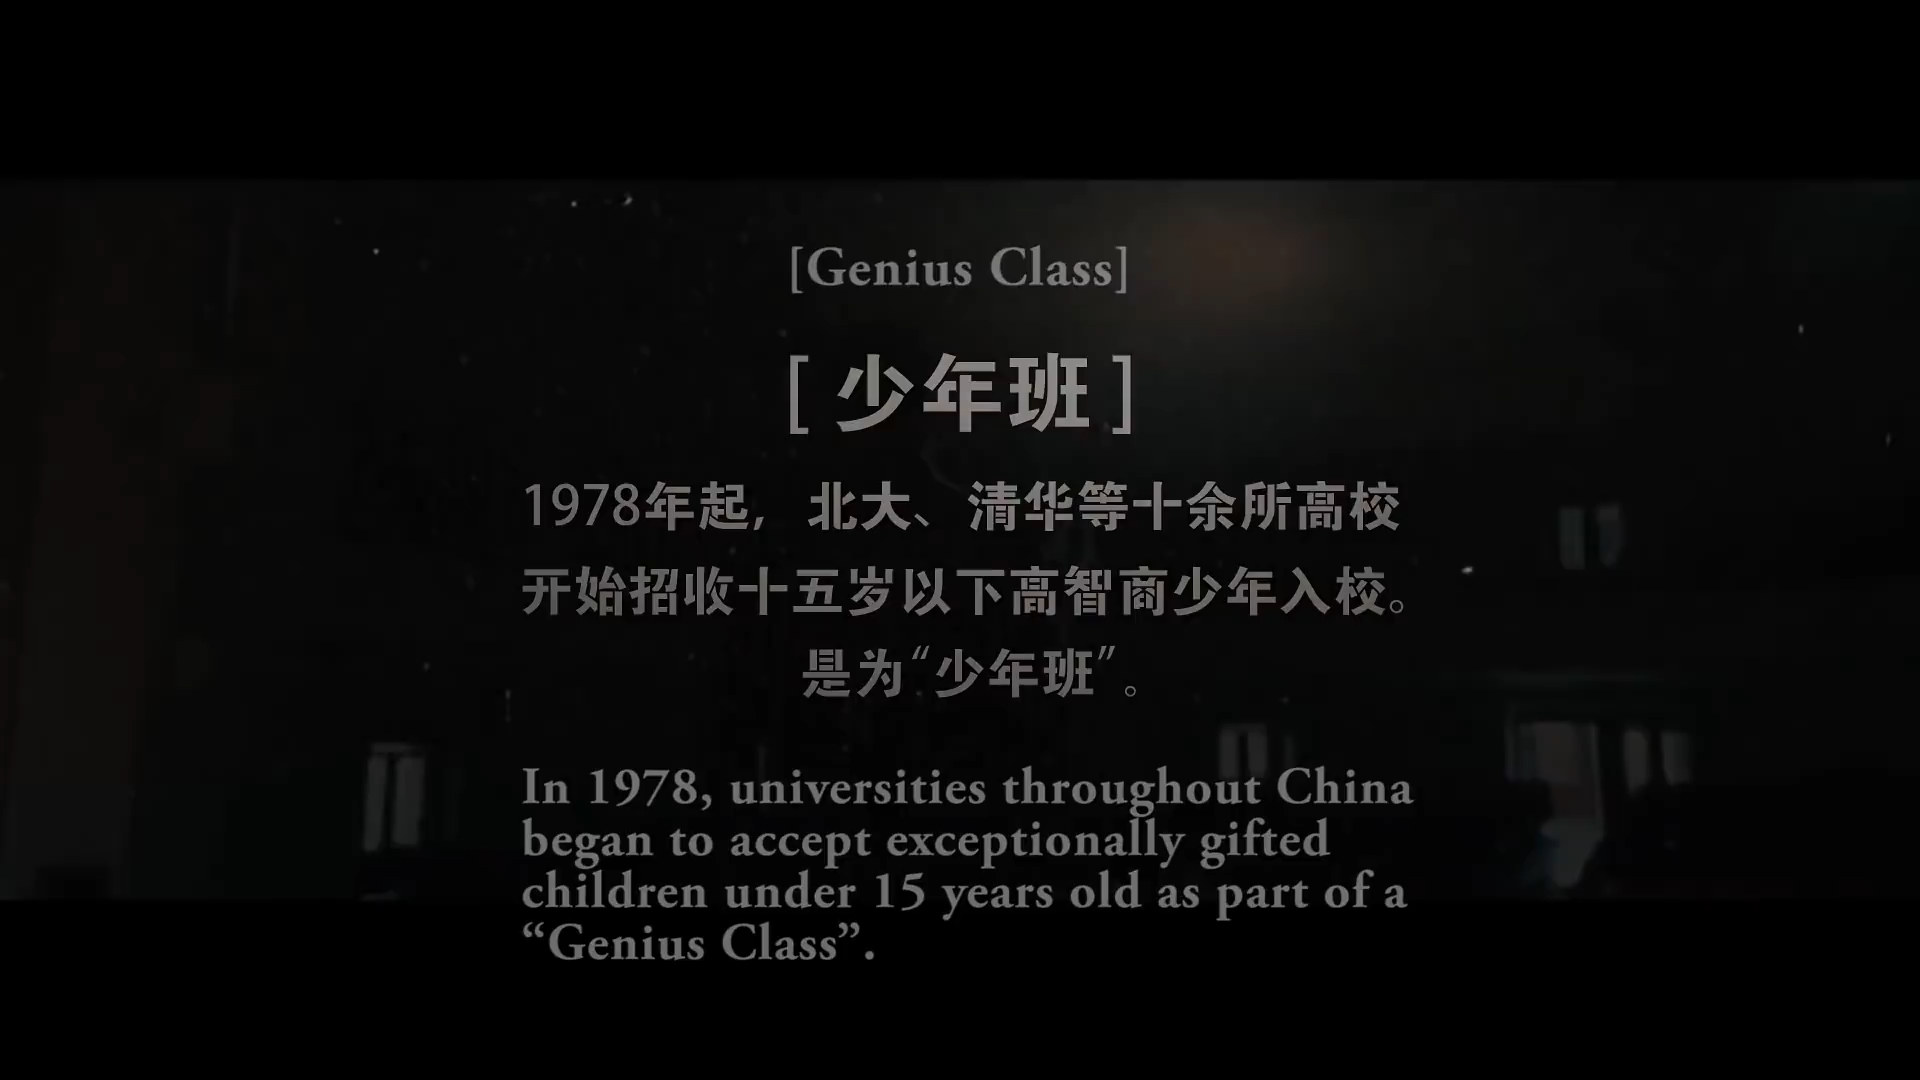 [Genius Class]
[ 少年班 ]
1978年起, 北大、清华等十余所高校
开始招收十五岁以下高智商少年入校。
是为“少年班”。
In 1978, universities throughout China
began to accept exceptionally gifted
children under 15 years old as part of a
“Genius Class”.